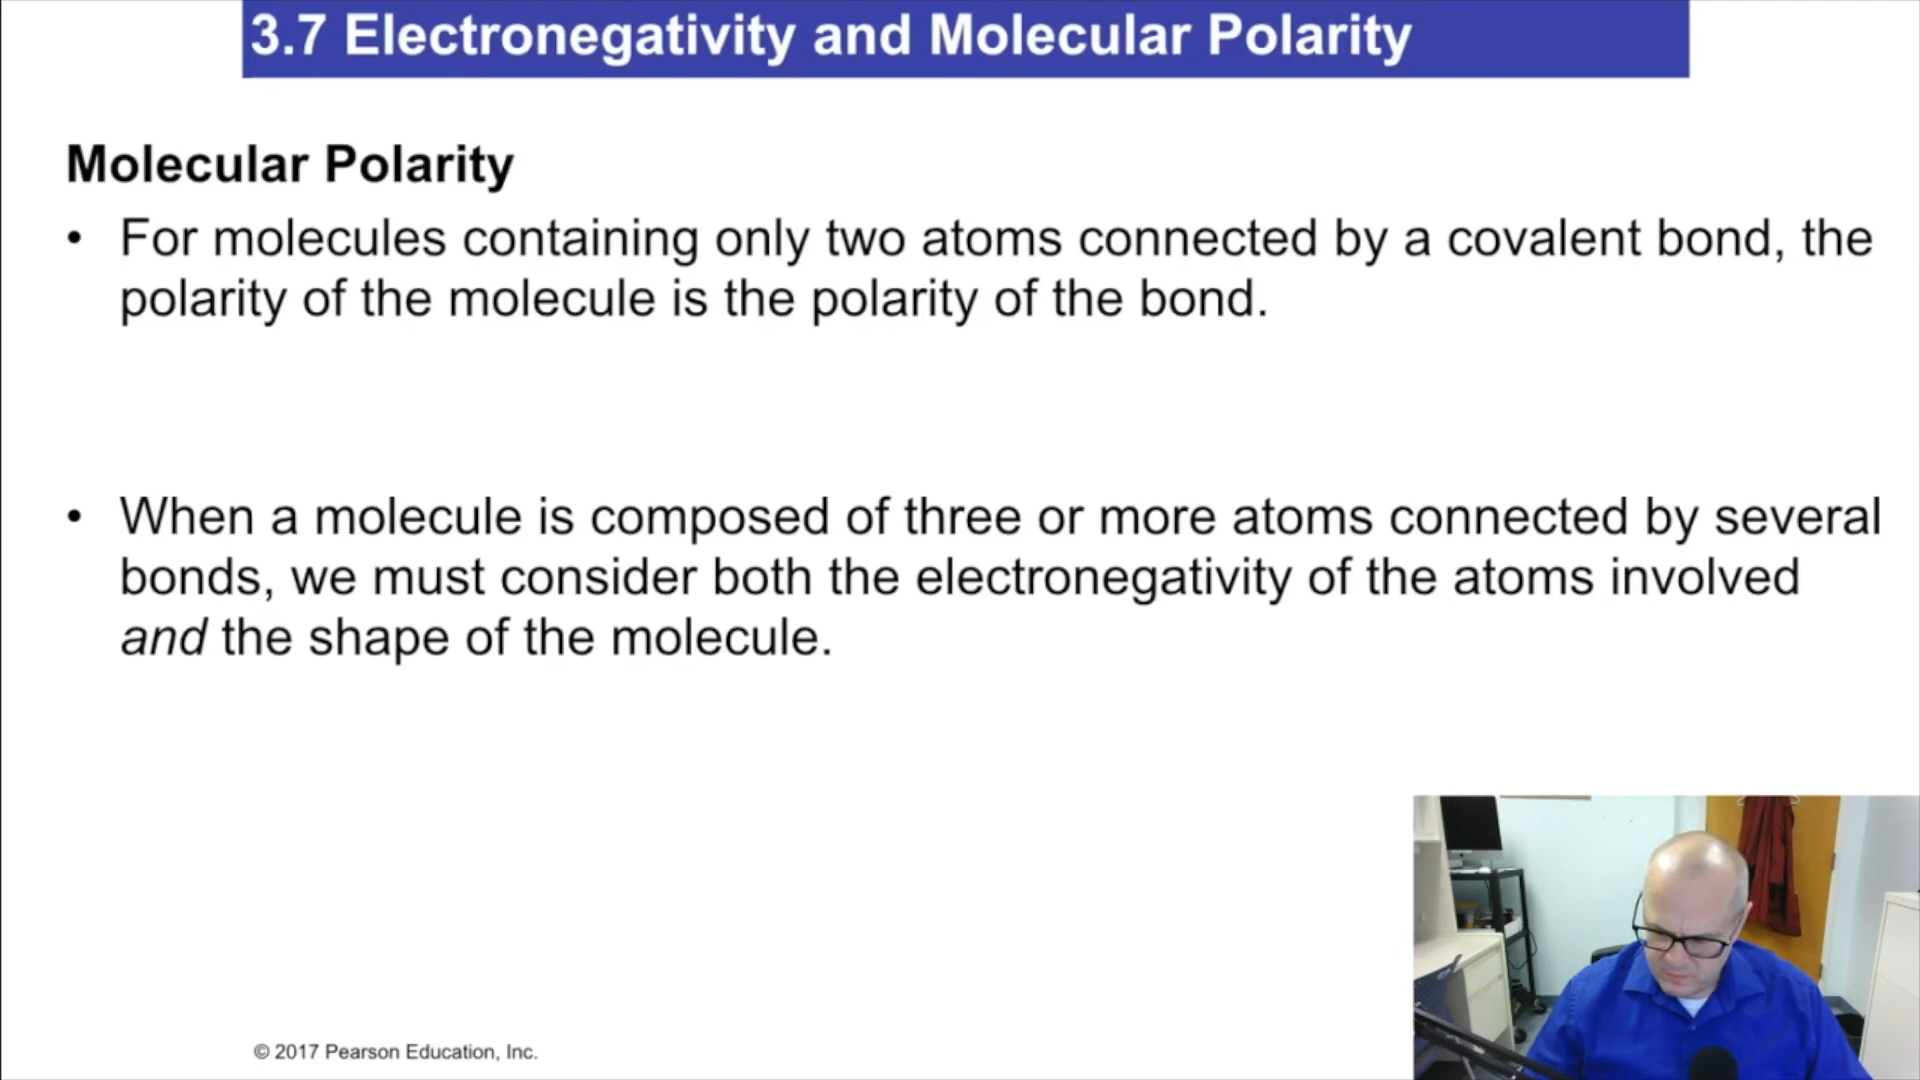 3.7 Electronegativity and Molecular Polarity
Molecular Polarity
• For molecules containing only two atoms connected by a covalent bond, the
polarity of the molecule is the polarity of the bond.
• When a molecule is composed of three or more atoms connected by several
bonds, we must consider both the electronegativity of the atoms involved
and the shape of the molecule.
© 2017 Pearson Education, Inc.